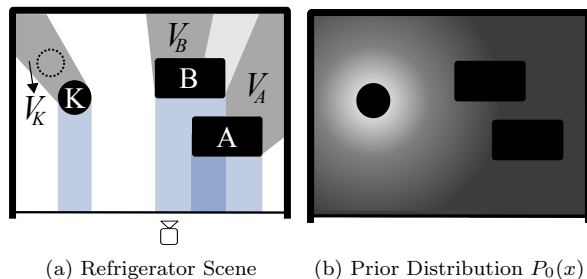 V_B
B
K
V_A
V_K
A
(a) Refrigerator Scene
(b) Prior Distribution P_0(x)